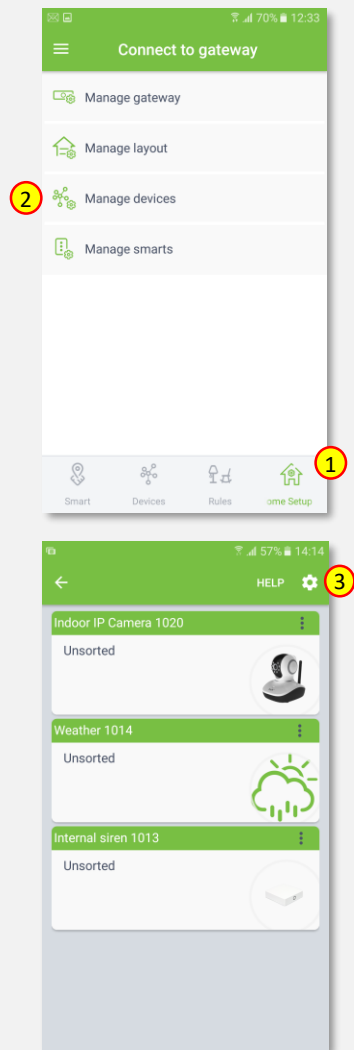 70% 12:33
Connect to gateway
Manage gateway
Manage layout
2
Manage devices
Manage smarts
1
Smart Devices Rules ome Setup
57% 14:14
HELP
3
Indoor IP Camera 1020
Unsorted
Weather 1014
Unsorted
Internal siren 1013
Unsorted